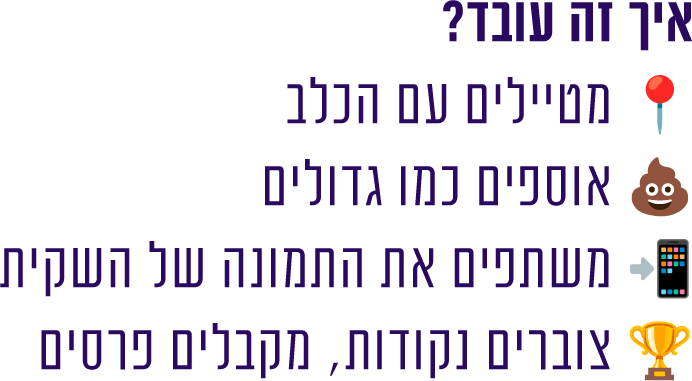 איך זה עובד?
📍 מטיילים עם הכלב
💩 אוספים כמו גדולים
📲 משתפים את התמונה של השקית
🏆 צוברים נקודות, מקבלים פרסים